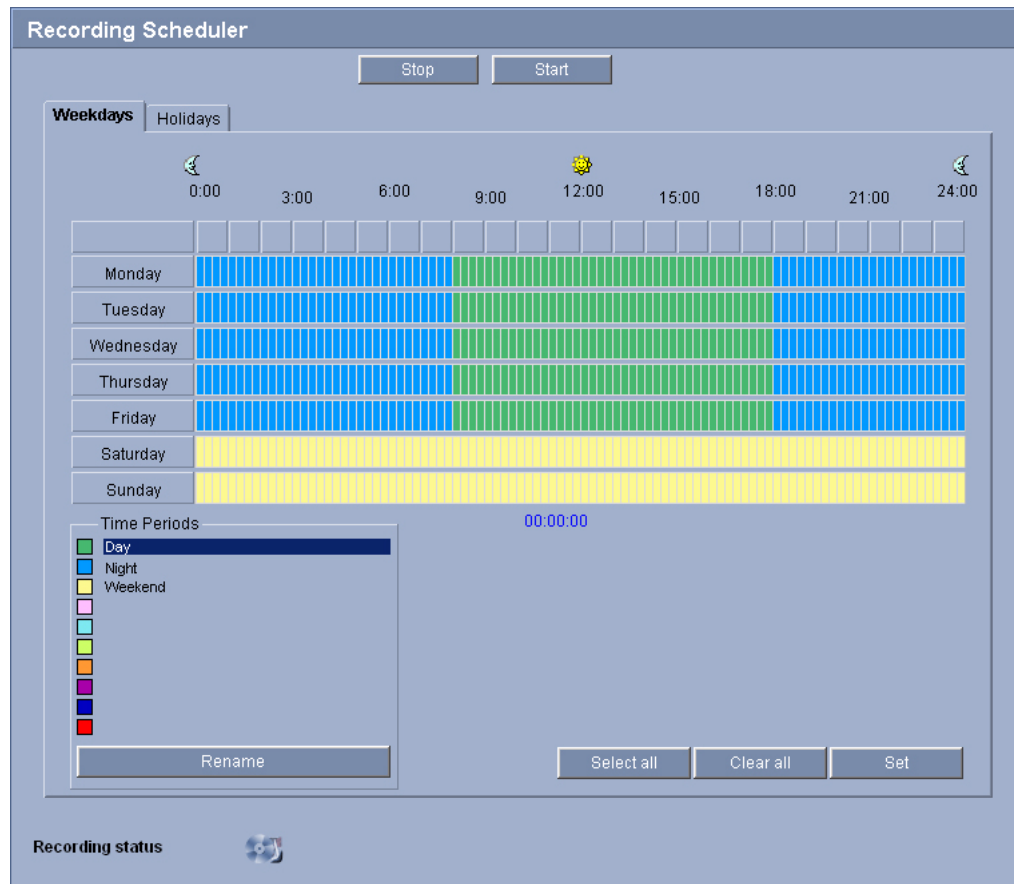 Recording Scheduler
Stop Start
Weekdays Holidays
0:00 3:00 6:00 9:00 12:00 15:00 18:00 21:00 24:00
Monday
Tuesday
Wednesday
Thursday
Friday
Saturday
Sunday
Time Periods 00:00:00
Day
Night
Weekend
Rename Select all Clear all Set
Recording status